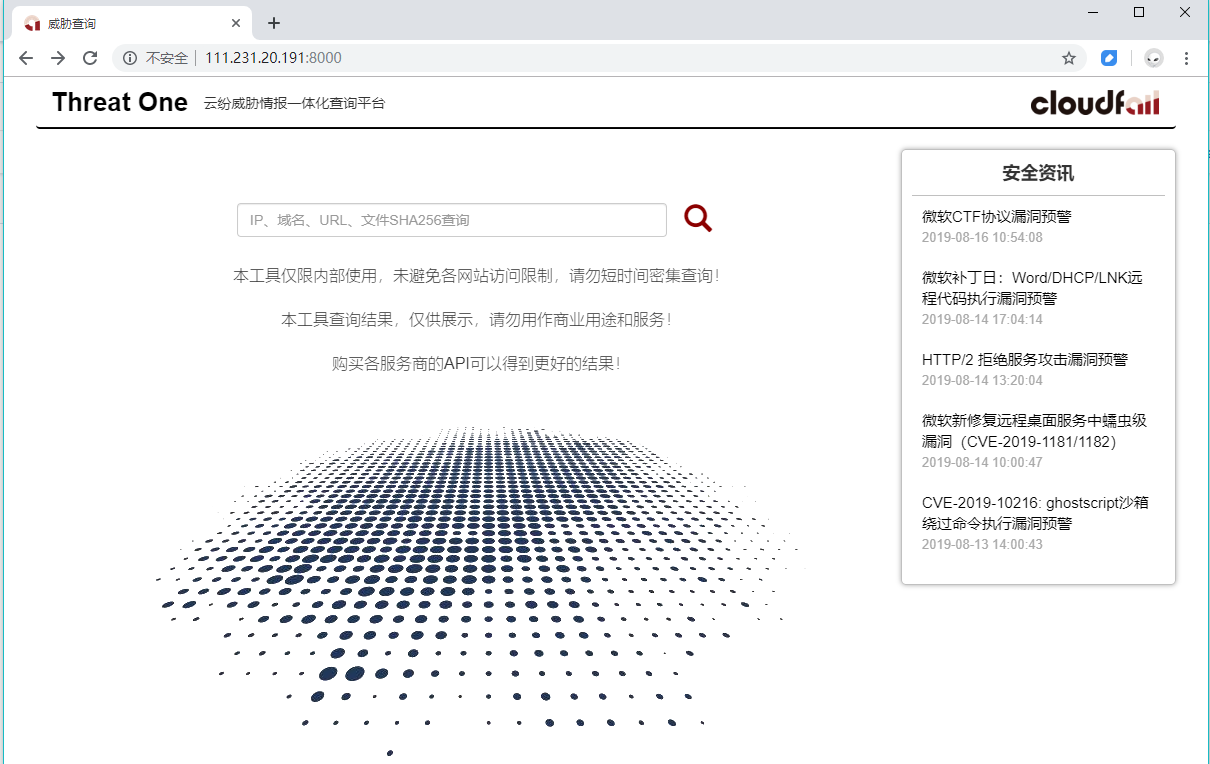 威胁查询
不安全 111.231.20.191:8000
Threat One 云纷威胁情报一体化查询平台
cloudfall
IP、域名、URL、文件SHA256查询
本工具仅限内部使用，未避免各网站访问限制，请勿短时间密集查询！
本工具查询结果，仅供展示，请勿用作商业用途和服务！
购买各服务商的API可以得到更好的结果！
安全资讯
微软CTF协议漏洞预警
2019-08-16 10:54:08
微软补丁日：Word/DHCP/LNK远
程代码执行漏洞预警
2019-08-14 17:04:14
HTTP/2 拒绝服务攻击漏洞预警
2019-08-14 13:20:04
微软新修复远程桌面服务中蠕虫级
漏洞（CVE-2019-1181/1182）
2019-08-14 10:00:47
CVE-2019-10216: ghostscript沙箱
绕过命令执行漏洞预警
2019-08-13 14:00:43